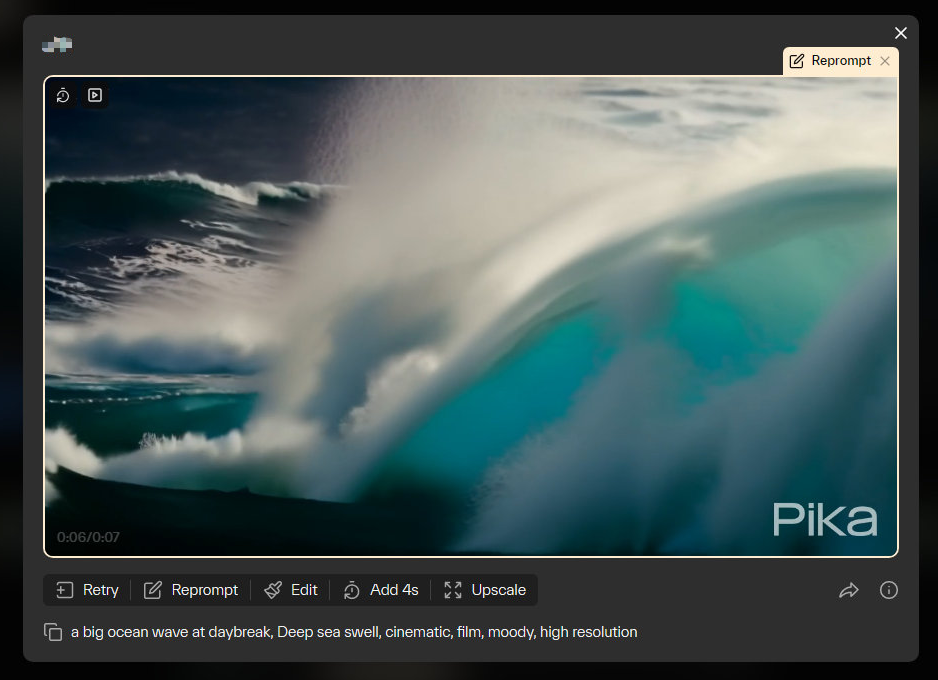 Reprompt
Pika
0:06/0:07
Retry Reprompt Edit Add 4s Upscale
a big ocean wave at daybreak, Deep sea swell, cinematic, film, moody, high resolution